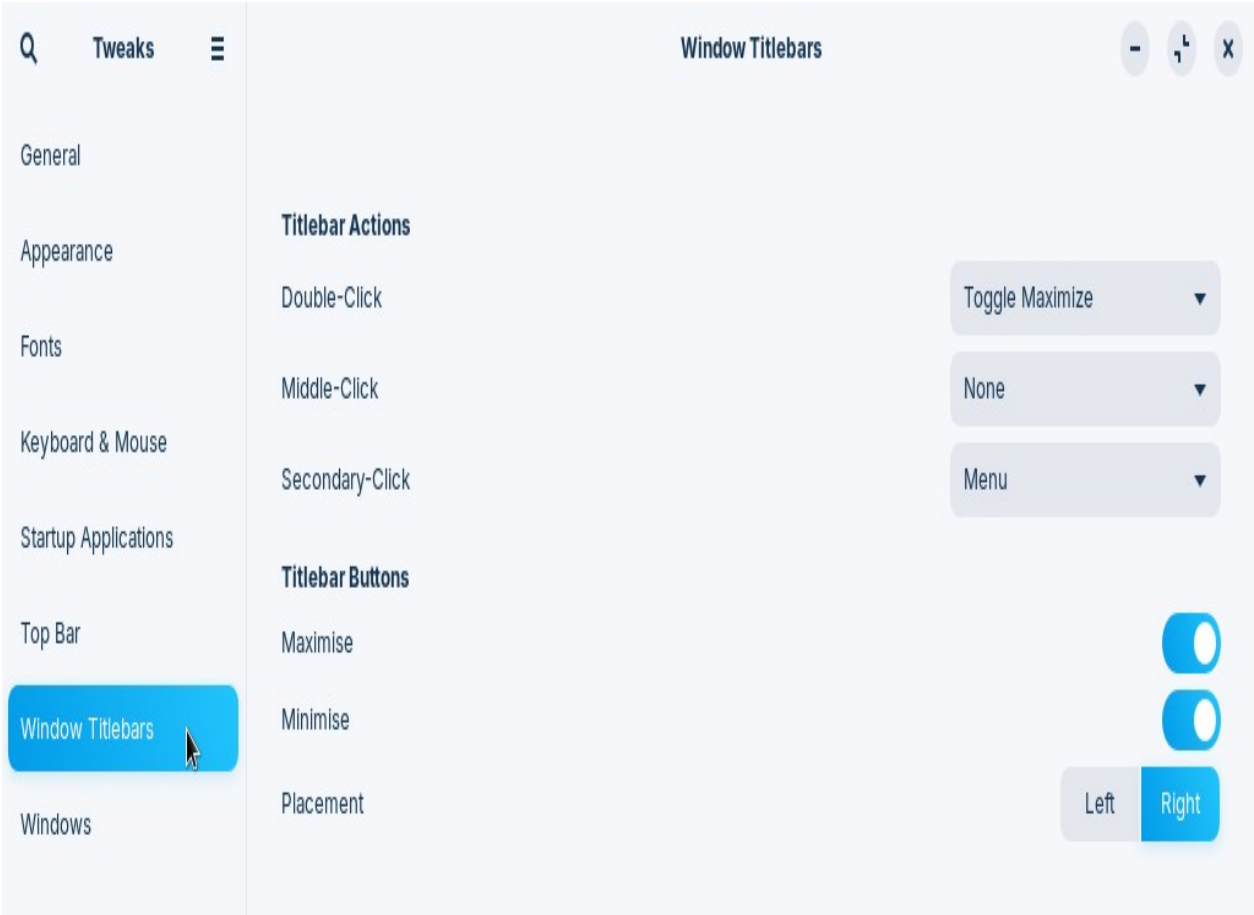 Tweaks
Window Titlebars
General
Appearance
Fonts
Keyboard & Mouse
Startup Applications
Top Bar
Window Titlebars
Windows
Titlebar Actions
Double-Click
Toggle Maximize
Middle-Click
None
Secondary-Click
Menu
Titlebar Buttons
Maximise
Minimise
Placement
Left
Right